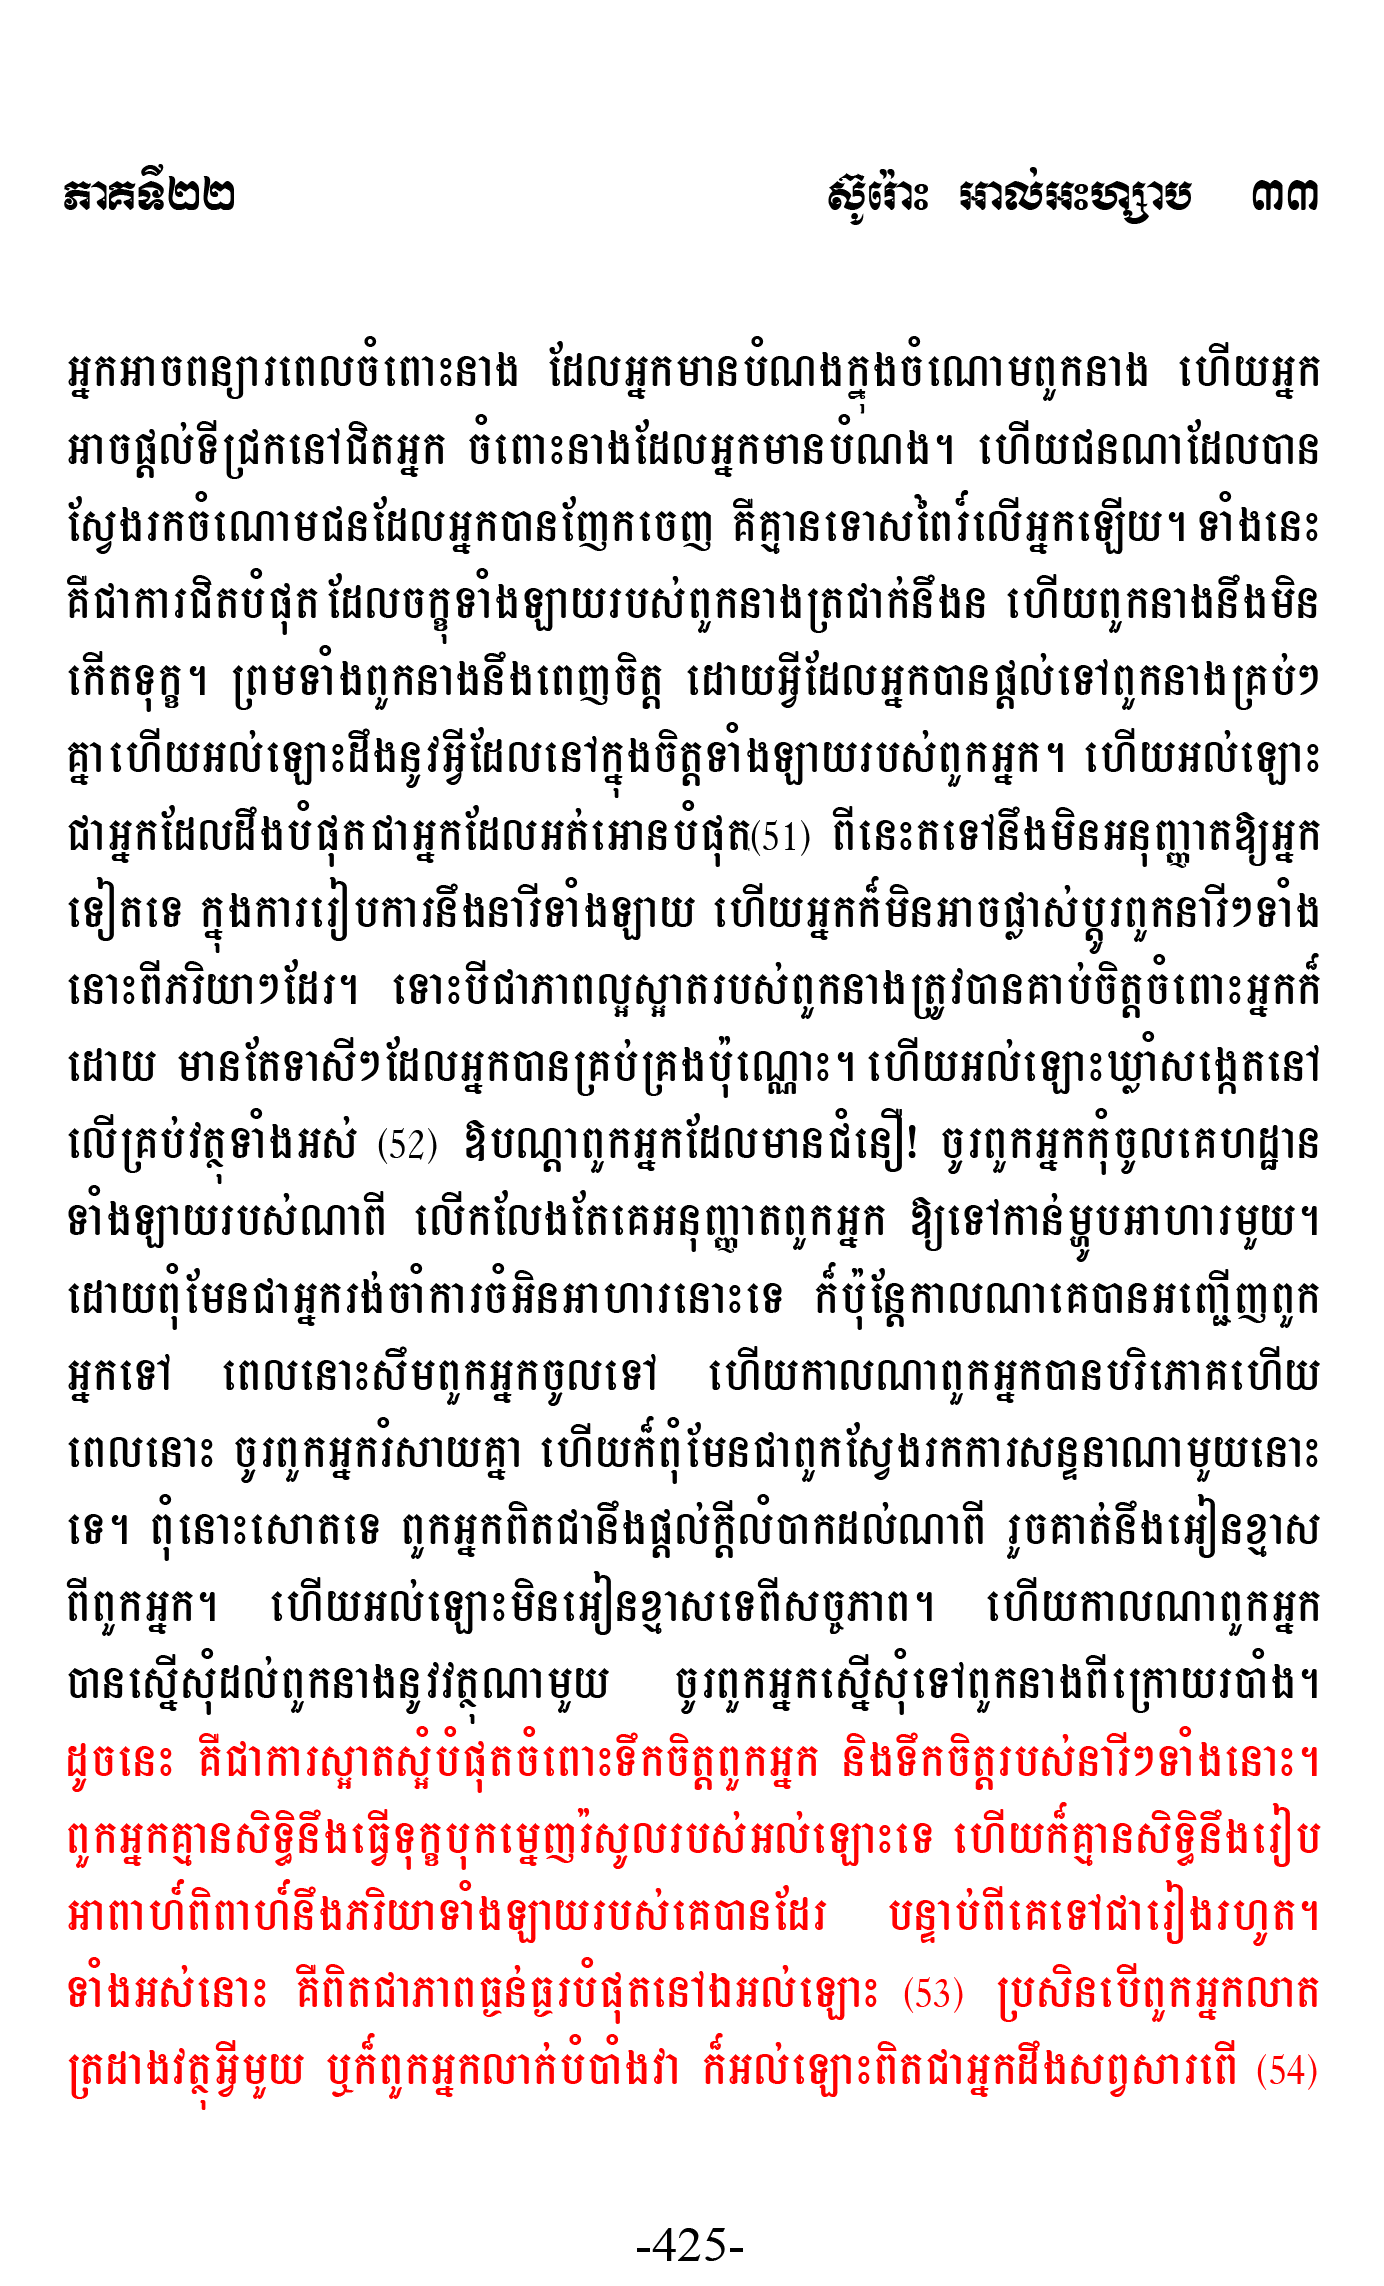 ភាគទី២២ ស៊ូរ៉ោះ អាល់អះហ្សាប ៣៣
អ្នកអាចពន្យារពេលចំពោះនាង ដែលអ្នកមានបំណងក្នុងចំណោមពួកនាង ហើយអ្នក
អាចផ្តល់ទីជ្រកនៅជិតអ្នក ចំពោះនាងដែលអ្នកមានបំណង។ ហើយជនណាដែលបាន
ស្វែងរកចំណោមជនដែលអ្នកបានញែកចេញ គឺគ្មានទោសពៃរ៍លើអ្នកឡើយ។ ទាំងនេះ
គឺជាការជិតបំផុត ដែលចក្ខុទាំងឡាយរបស់ពួកនាងត្រជាក់នឹងន ហើយពួកនាងនឹងមិន
កើតទុក្ខ។ ព្រមទាំងពួកនាងនឹងពេញចិត្ត ដោយអ្វីដែលអ្នកបានផ្តល់ទៅពួកនាងគ្រប់ៗ
គ្នា ហើយអល់ឡោះដឹងនូវអ្វីដែលនៅក្នុងចិត្តទាំងឡាយរបស់ពួកអ្នក។ ហើយអល់ឡោះ
ជាអ្នកដែលដឹងបំផុត ជាអ្នកដែលអត់អោនបំផុត(51) ពីនេះតទៅនឹងមិនអនុញ្ញាតឱ្យអ្នក
ទៀតទេ ក្នុងការរៀបការនឹងនារីទាំងឡាយ ហើយអ្នកក៏មិនអាចផ្លាស់ប្តូរពួកនារីៗទាំង
នោះពីភរិយាៗដែរ។ ទោះបីជាភាពល្អស្អាតរបស់ពួកនាងត្រូវបានគាប់ចិត្តចំពោះអ្នកក៏
ដោយ មានតែទាសីៗដែលអ្នកបានគ្រប់គ្រងប៉ុណ្ណោះ។ ហើយអល់ឡោះឃ្លាំសង្កេតនៅ
លើគ្រប់វត្ថុទាំងអស់ (52) ឱបណ្តាពួកអ្នកដែលមានជំនឿ! ចូរពួកអ្នកកុំចូលគេហដ្ឋាន
ទាំងឡាយរបស់ណាពី លើកលែងតែគេអនុញ្ញាតពួកអ្នក ឱ្យទៅកាន់ម្ហូបអាហារមួយ។
ដោយពុំមែនជាអ្នករង់ចាំការចំអិនអាហារនោះទេ ក៏ប៉ុន្តែកាលណាគេបានអញ្ជើញពួក
អ្នកទៅ ពេលនោះសឹមពួកអ្នកចូលទៅ ហើយកាលណាពួកអ្នកបានបរិភោគហើយ
ពេលនោះ ចូរពួកអ្នករំសាយគ្នា ហើយក៏ពុំមែនជាពួកស្វែងរកការសន្ទនាណាមួយនោះ
ទេ។ ពុំនោះសោតទេ ពួកអ្នកពិតជានឹងផ្តល់ក្តីលំបាកដល់ណាពី រួចគាត់នឹងអៀនខ្មាស
ពីពួកអ្នក។ ហើយអល់ឡោះមិនអៀនខ្មាសទេពីសច្ចភាព។ ហើយកាលណាពួកអ្នក
បានស្នើសុំដល់ពួកនាងនូវវត្ថុណាមួយ ចូរពួកអ្នកស្នើសុំទៅពួកនាងពីក្រោយរបាំង។
ដូចនេះ គឺជាការស្អាតស្អំបំផុតចំពោះទឹកចិត្តពួកអ្នក និងទឹកចិត្តរបស់នារីៗទាំងនោះ។
ពួកអ្នកគ្មានសិទ្ធិនឹងធ្វើទុក្ខបុកម្នេញរ៉សូលរបស់អល់ឡោះទេ ហើយក៏គ្មានសិទ្ធិនឹងរៀប
អាពាហ៍ពិពាហ៍នឹងភរិយាទាំងឡាយរបស់គេបានដែរ បន្ទាប់ពីគេទៅជារៀងរហូត។
ទាំងអស់នោះ គឺពិតជាភាពធ្ងន់ធ្ងរបំផុតនៅឯអល់ឡោះ (53) ប្រសិនបើពួកអ្នកលាត
ត្រដាងវត្ថុអ្វីមួយ ឬក៏ពួកអ្នកលាក់បំបាំងវា ក៏អល់ឡោះពិតជាអ្នកដឹងសព្វសារពើ (54)
-425-